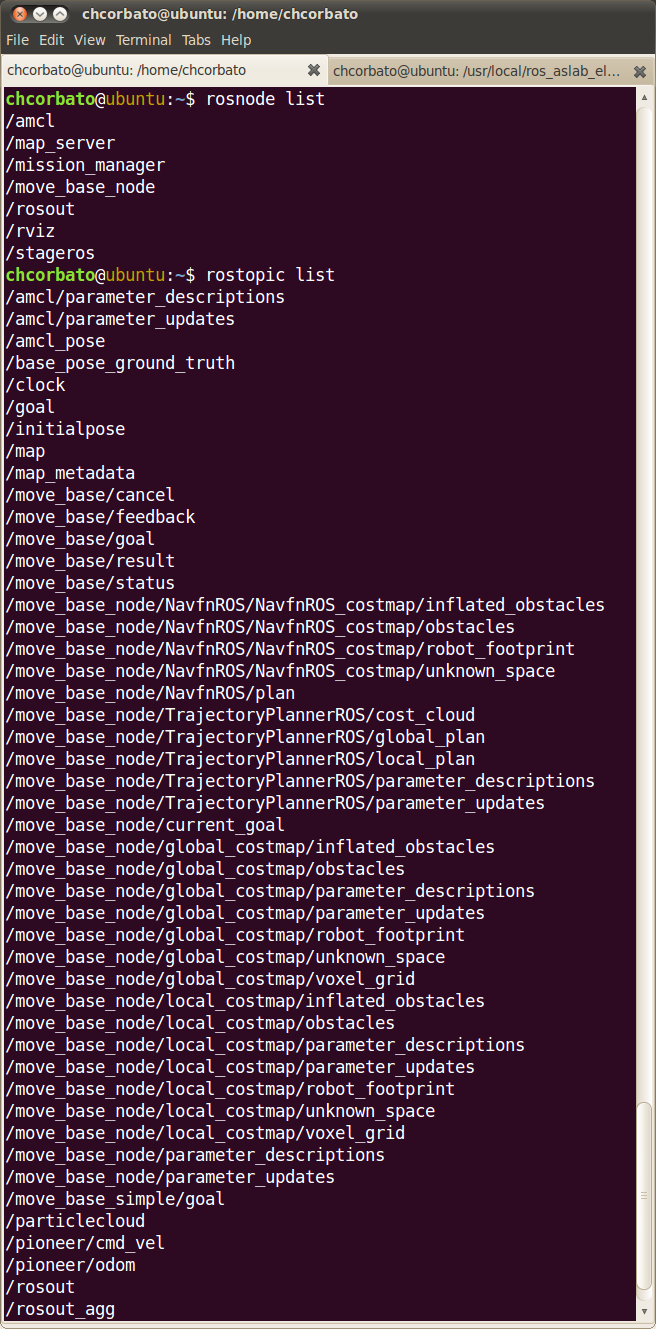 chcorbato@ubuntu: /home/chcorbato
File Edit View Terminal Tabs Help
chcorbato@ubuntu: /home/chcorbato chcorbato@ubuntu: /usr/local/ros_aslab_el...
chcorbato@ubuntu:~$ rosnode list
/amcl
/map_server
/mission_manager
/move_base_node
/rosout
/rviz
/stageros
chcorbato@ubuntu:~$ rostopic list
/amcl/parameter_descriptions
/amcl/parameter_updates
/amcl_pose
/base_pose_ground_truth
/clock
/goal
/initialpose
/map
/map_metadata
/move_base/cancel
/move_base/feedback
/move_base/goal
/move_base/result
/move_base/status
/move_base_node/NavfnROS/NavfnROS_costmap/inflated_obstacles
/move_base_node/NavfnROS/NavfnROS_costmap/obstacles
/move_base_node/NavfnROS/NavfnROS_costmap/robot_footprint
/move_base_node/NavfnROS/NavfnROS_costmap/unknown_space
/move_base_node/NavfnROS/plan
/move_base_node/TrajectoryPlannerROS/cost_cloud
/move_base_node/TrajectoryPlannerROS/global_plan
/move_base_node/TrajectoryPlannerROS/local_plan
/move_base_node/TrajectoryPlannerROS/parameter_descriptions
/move_base_node/TrajectoryPlannerROS/parameter_updates
/move_base_node/current_goal
/move_base_node/global_costmap/inflated_obstacles
/move_base_node/global_costmap/obstacles
/move_base_node/global_costmap/parameter_descriptions
/move_base_node/global_costmap/parameter_updates
/move_base_node/global_costmap/robot_footprint
/move_base_node/global_costmap/unknown_space
/move_base_node/global_costmap/voxel_grid
/move_base_node/local_costmap/inflated_obstacles
/move_base_node/local_costmap/obstacles
/move_base_node/local_costmap/parameter_descriptions
/move_base_node/local_costmap/parameter_updates
/move_base_node/local_costmap/robot_footprint
/move_base_node/local_costmap/unknown_space
/move_base_node/local_costmap/voxel_grid
/move_base_node/parameter_descriptions
/move_base_node/parameter_updates
/move_base_simple/goal
/particlecloud
/pioneer/cmd_vel
/pioneer/odom
/rosout
/rosout_agg